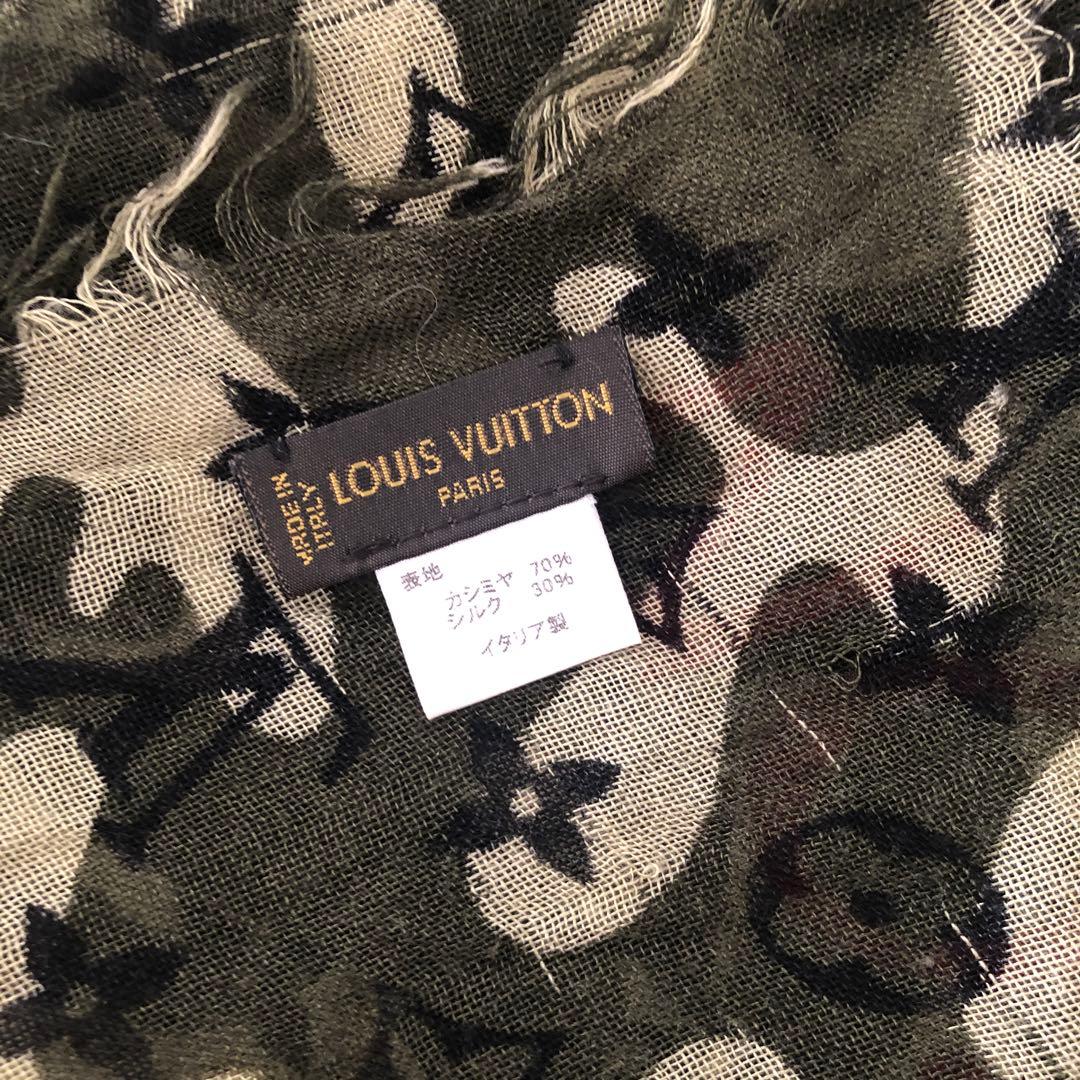 MADE IN
ITALY
LOUIS VUITTON
PARIS
表地
カシミヤ 70%
シルク 30%
イタリア製